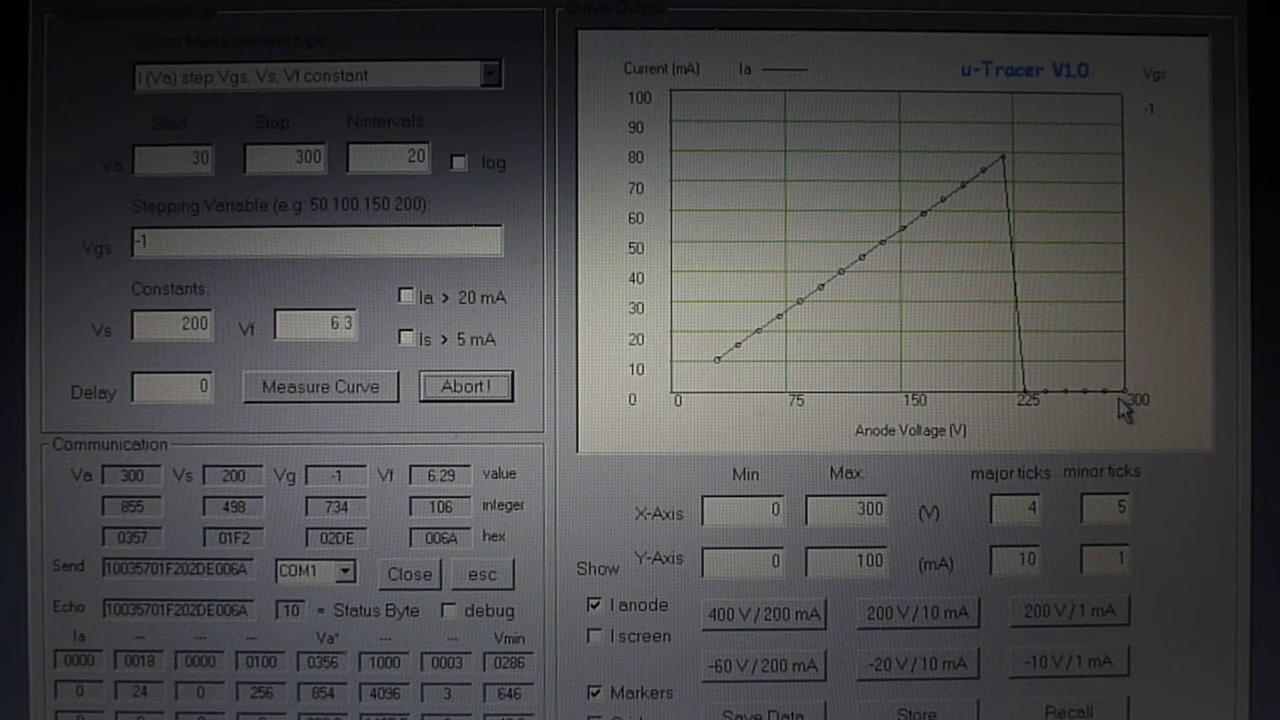 Curve Output
Select Measurement type
I (Va) step Vgs, Vs, Vf constant
Start Stop Nintervals
Va 30 300 20 log
Stepping Variable (e.g. 50 100 150 200):
Vgs -1
Constants:
Vs 200 Vf 6.3
Ia > 20 mA
Is > 5 mA
Delay 0 Measure Curve Abort!
Current (mA) Ia u-Tracer V1.0 Vgs
-1
100
90
80
70
60
50
40
30
20
10
0
0 75 150 225 300
Anode Voltage (V)
Communication
Va 300 Vs 200 Vg -1 Vf 6.29 value
855 498 734 106 integer
0357 01F2 02DE 006A hex
Send 10035701F202DE006A COM1 Close esc
Echo 10035701F202DE006A 10 = Status Byte debug
Ia --- --- --- Va* --- --- Vmin
0000 0018 0000 0100 0356 1000 0003 0286
0 24 0 256 854 4096 3 646
Min Max major ticks minor ticks
X-Axis 0 300 (V) 4 5
Y-Axis 0 100 (mA) 10 1
Show
I anode
I screen
Markers
400 V / 200 mA 200 V / 10 mA 200 V / 1 mA
-60 V / 200 mA -20 V / 10 mA -10 V / 1 mA
Save Data Store Recall